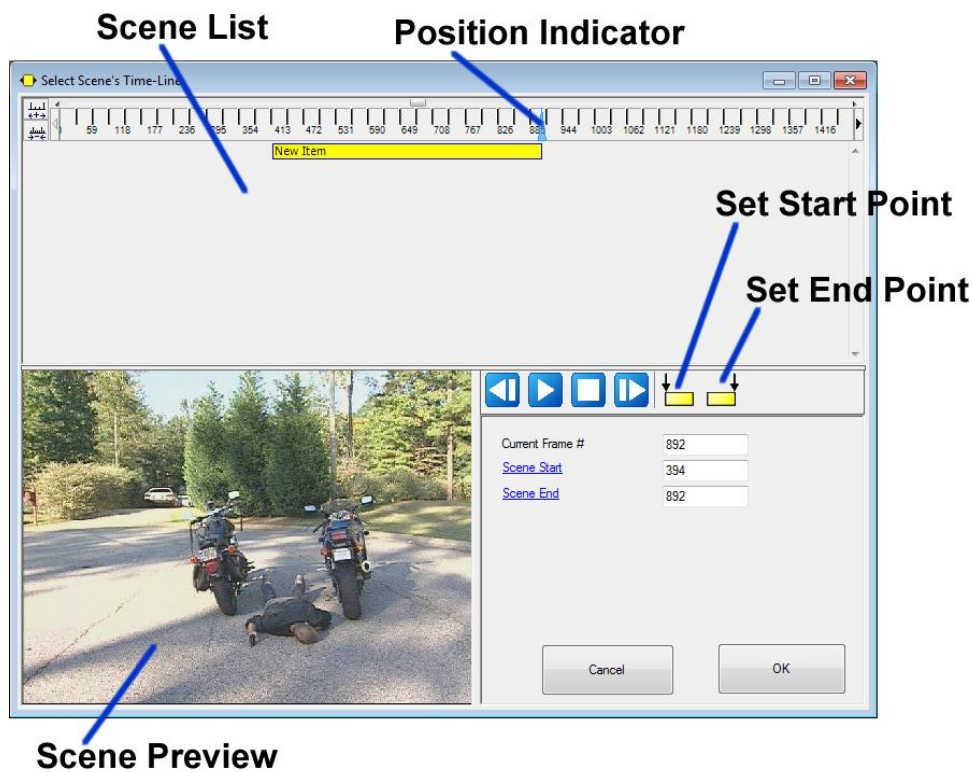 Scene List
Position Indicator
Select Scene's Time-Line
59 118 177 236 295 354 413 472 531 590 649 708 767 826 885 944 1003 1062 1121 1180 1239 1298 1357 1416
New Item
Set Start Point
Set End Point
Current Frame # 892
Scene Start 394
Scene End 892
Cancel OK
Scene Preview